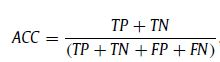 ACC = TP + TN / (TP + TN + FP + FN)